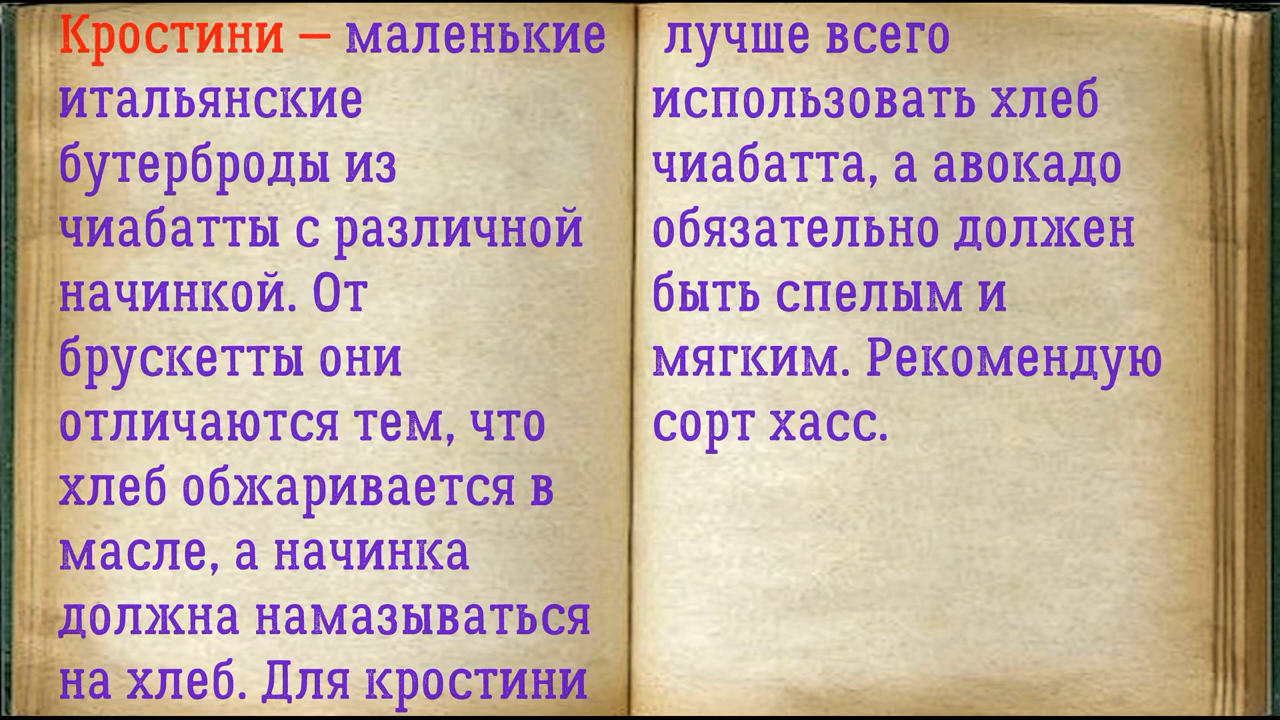 Кростини – маленькие
итальянские
бутерброды из
чиабатты с различной
начинкой. От
брускетты они
отличаются тем, что
хлеб обжаривается в
масле, а начинка
должна намазываться
на хлеб. Для кростини
лучше всего
использовать хлеб
чиабатта, а авокадо
обязательно должен
быть спелым и
мягким. Рекомендую
сорт хасс.